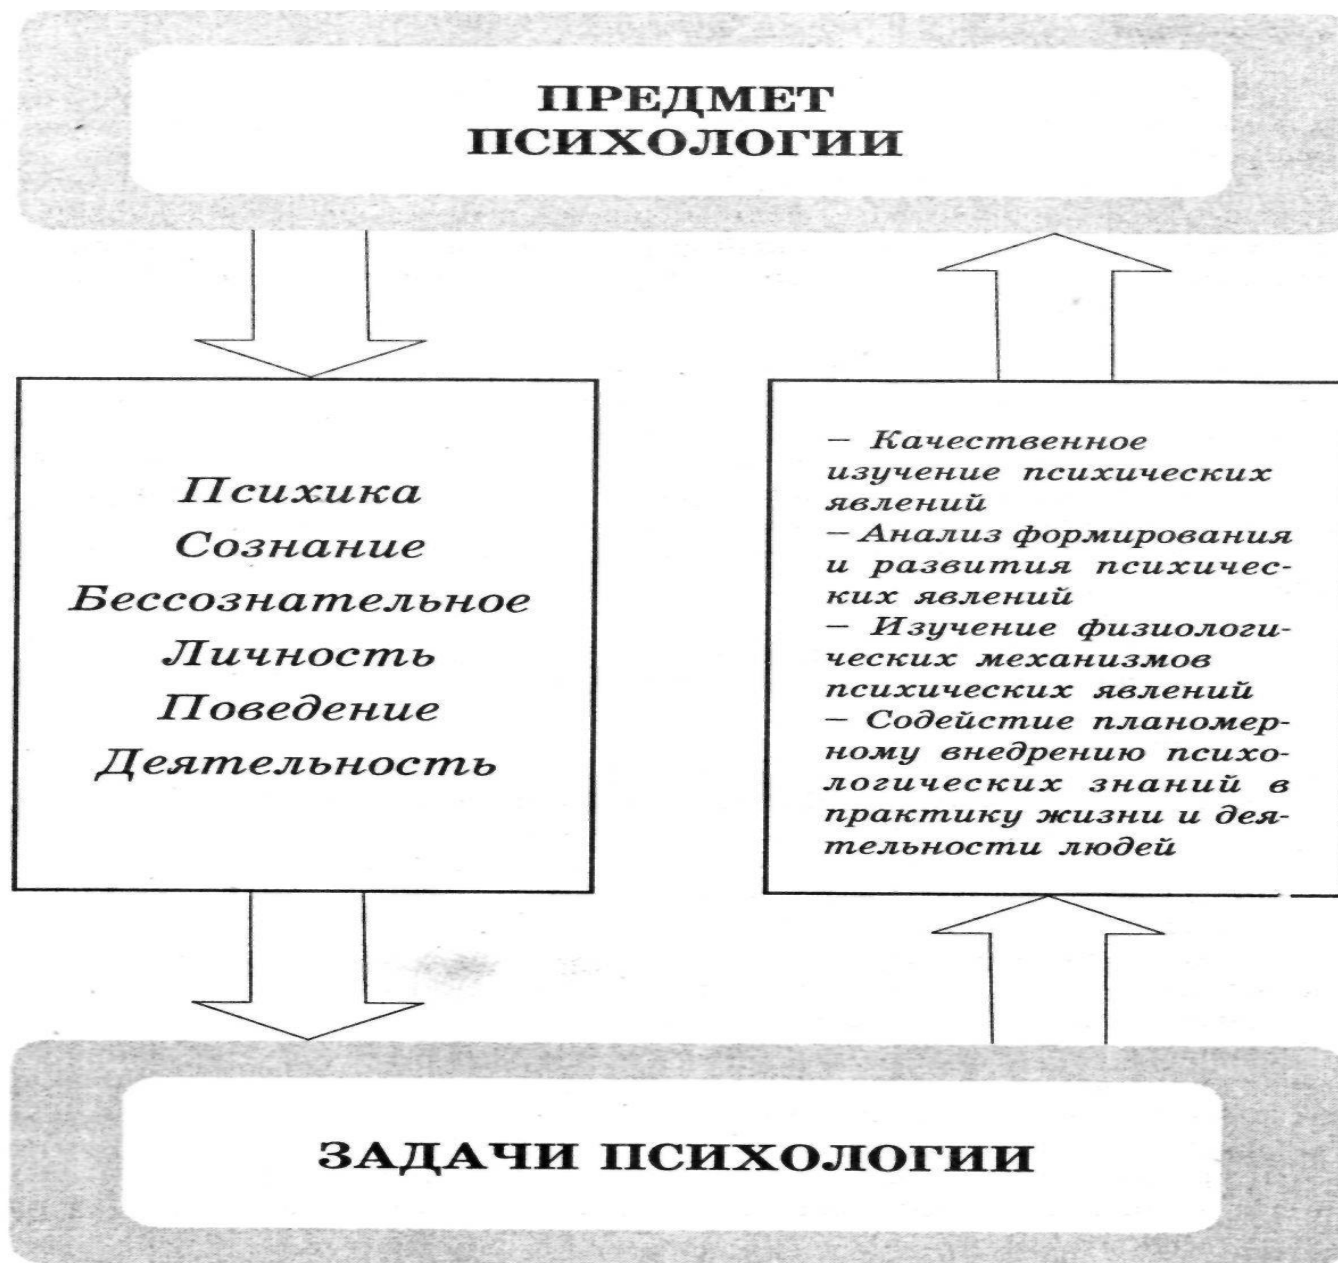 ПРЕДМЕТ
ПСИХОЛОГИИ
Психика
Сознание
Бессознательное
Личность
Поведение
Деятельность
– Качественное
изучение психических
явлений
– Анализ формирования
и развития психичес-
ких явлений
– Изучение физиологи-
ческих механизмов
психических явлений
– Содейстие планомер-
ному внедрению психо-
логических знаний в
практику жизни и дея-
тельности людей
ЗАДАЧИ ПСИХОЛОГИИ